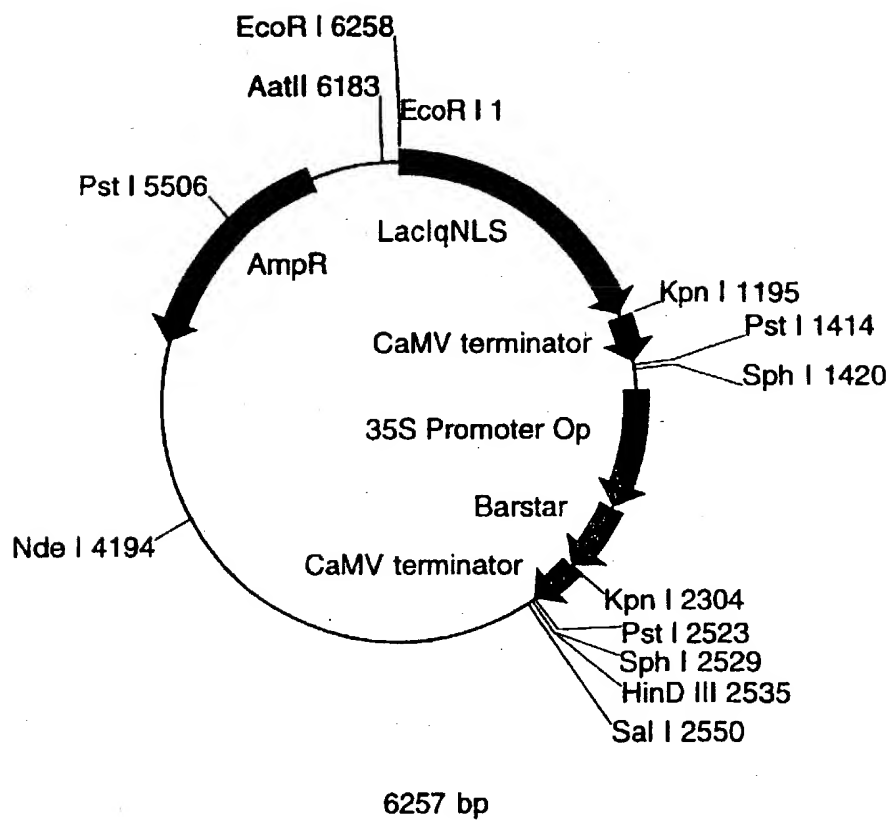 EcoR I 6258
AatII 6183
EcoR I 1
Pst I 5506
LacIqNLS
AmpR
Kpn I 1195
Pst I 1414
CaMV terminator
Sph I 1420
35S Promoter Op
Barstar
Nde I 4194
CaMV terminator
Kpn I 2304
Pst I 2523
Sph I 2529
HinD III 2535
Sal I 2550
6257 bp